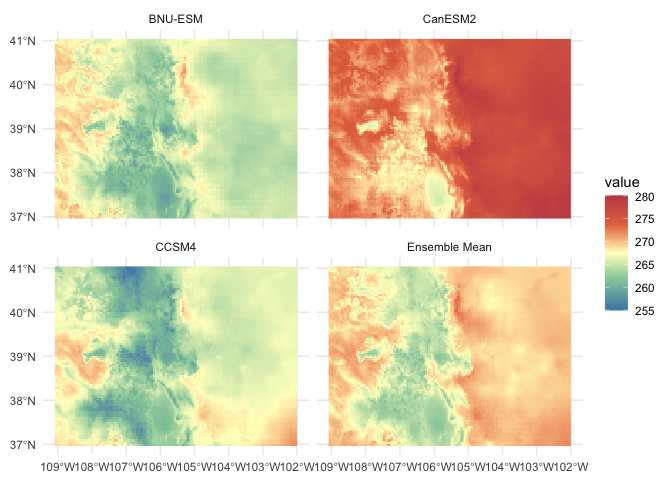 BNU-ESM CanESM2
41°N
40°N
39°N
38°N
37°N
value
280
275
270
265
260
255
CCSM4 Ensemble Mean
41°N
40°N
39°N
38°N
37°N
109°W108°W107°W106°W105°W104°W103°W102°W109°W108°W107°W106°W105°W104°W103°W102°W